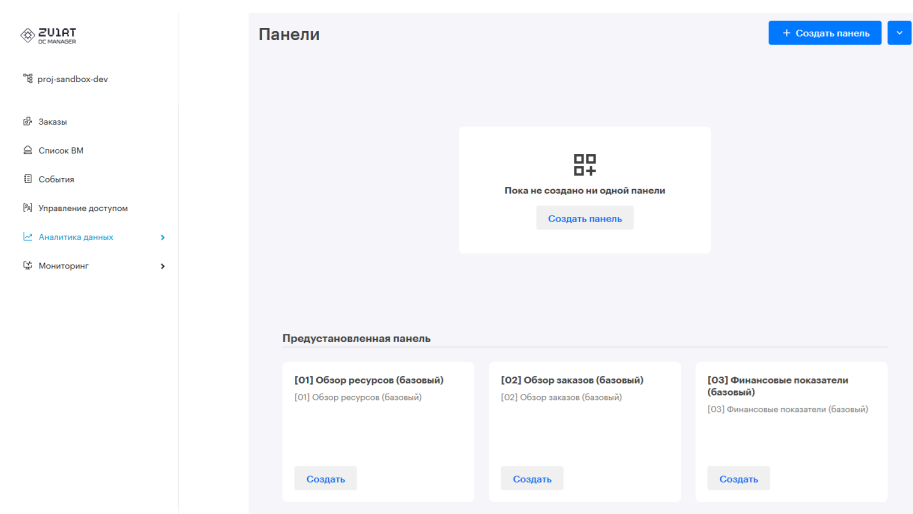 ZVIRT
DC MANAGER
proj-sandbox-dev
Заказы
Список ВМ
События
Управление доступом
Аналитика данных
Мониторинг
Панели
+ Создать панель
Пока не создано ни одной панели
Создать панель
Предустановленная панель
[01] Обзор ресурсов (базовый)
[01] Обзор ресурсов (базовый)
Создать
[02] Обзор заказов (базовый)
[02] Обзор заказов (базовый)
Создать
[03] Финансовые показатели
(базовый)
[03] Финансовые показатели (базовый)
Создать